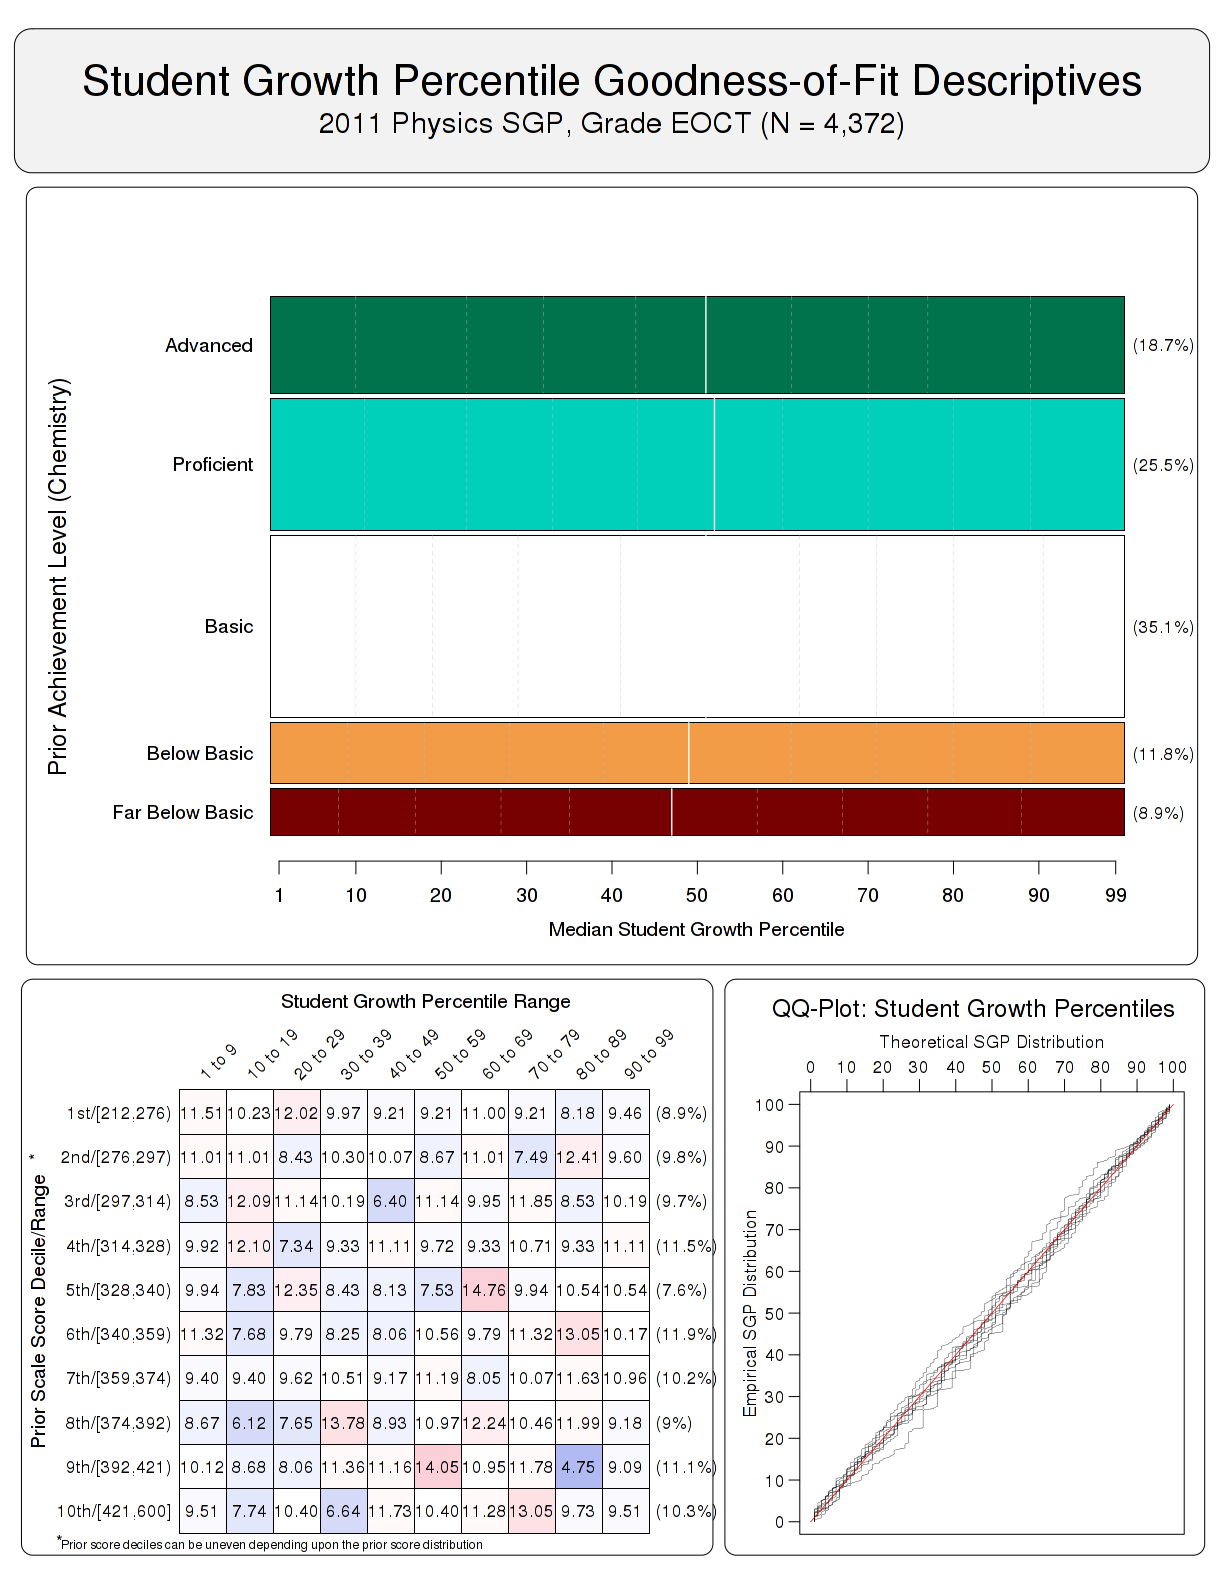 Student Growth Percentile Goodness-of-Fit Descriptives
2011 Physics SGP, Grade EOCT (N = 4,372)
Prior Achievement Level (Chemistry)
Advanced (18.7%)
Proficient (25.5%)
Basic (35.1%)
Below Basic (11.8%)
Far Below Basic (8.9%)
1 10 20 30 40 50 60 70 80 90 99
Median Student Growth Percentile
Student Growth Percentile Range
1 to 9 10 to 19 20 to 29 30 to 39 40 to 49 50 to 59 60 to 69 70 to 79 80 to 89 90 to 99
Prior Scale Score Decile/Range *
1st/[212,276) 11.51 10.23 12.02 9.97 9.21 9.21 11.00 9.21 8.18 9.46 (8.9%)
2nd/[276,297) 11.01 11.01 8.43 10.30 10.07 8.67 11.01 7.49 12.41 9.60 (9.8%)
3rd/[297,314) 8.53 12.09 11.14 10.19 6.40 11.14 9.95 11.85 8.53 10.19 (9.7%)
4th/[314,328) 9.92 12.10 7.34 9.33 11.11 9.72 9.33 10.71 9.33 11.11 (11.5%)
5th/[328,340) 9.94 7.83 12.35 8.43 8.13 7.53 14.76 9.94 10.54 10.54 (7.6%)
6th/[340,359) 11.32 7.68 9.79 8.25 8.06 10.56 9.79 11.32 13.05 10.17 (11.9%)
7th/[359,374) 9.40 9.40 9.62 10.51 9.17 11.19 8.05 10.07 11.63 10.96 (10.2%)
8th/[374,392) 8.67 6.12 7.65 13.78 8.93 10.97 12.24 10.46 11.99 9.18 (9%)
9th/[392,421) 10.12 8.68 8.06 11.36 11.16 14.05 10.95 11.78 4.75 9.09 (11.1%)
10th/[421,600] 9.51 7.74 10.40 6.64 11.73 10.40 11.28 13.05 9.73 9.51 (10.3%)
*Prior score deciles can be uneven depending upon the prior score distribution
QQ-Plot: Student Growth Percentiles
Theoretical SGP Distribution
0 10 20 30 40 50 60 70 80 90 100
Empirical SGP Distribution
100
90
80
70
60
50
40
30
20
10
0